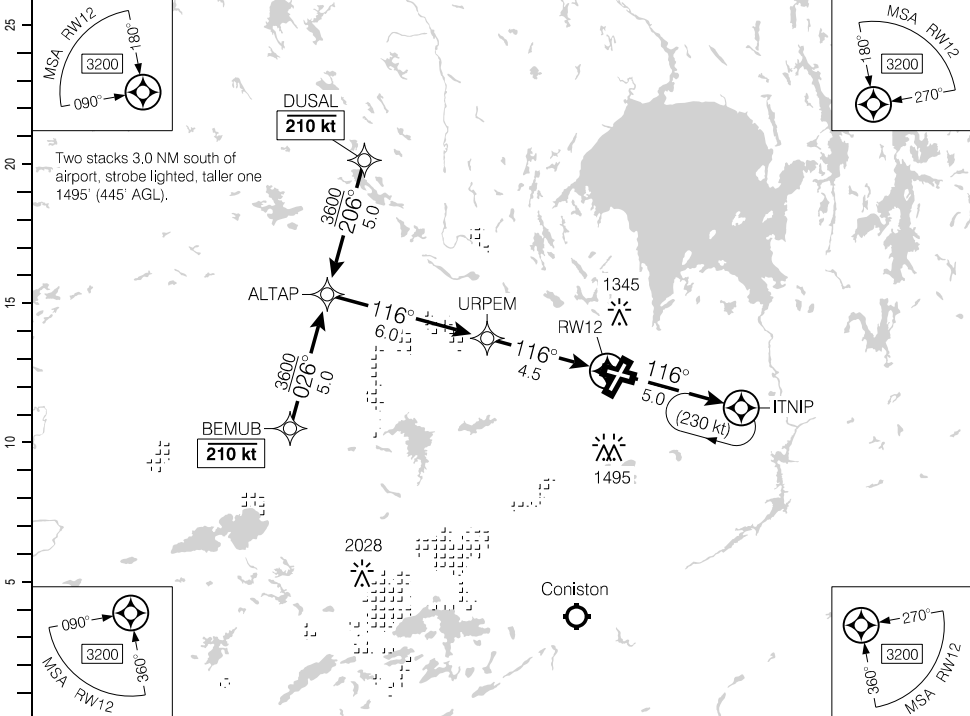 25
20
15
10
5
MSA RW12
3200
180°
090°
MSA RW12
3200
180°
270°
Two stacks 3.0 NM south of
airport, strobe lighted, taller one
1495' (445' AGL).
DUSAL
210 kt
3600
206°
5.0
ALTAP
116°
6.0
URPEM
116°
4.5
RW12
1345
116°
5.0
ITNIP
(230 kt)
3600
026°
5.0
BEMUB
210 kt
1495
2028
Coniston
090°
3200
360°
MSA RW12
270°
3200
360°
MSA RW12